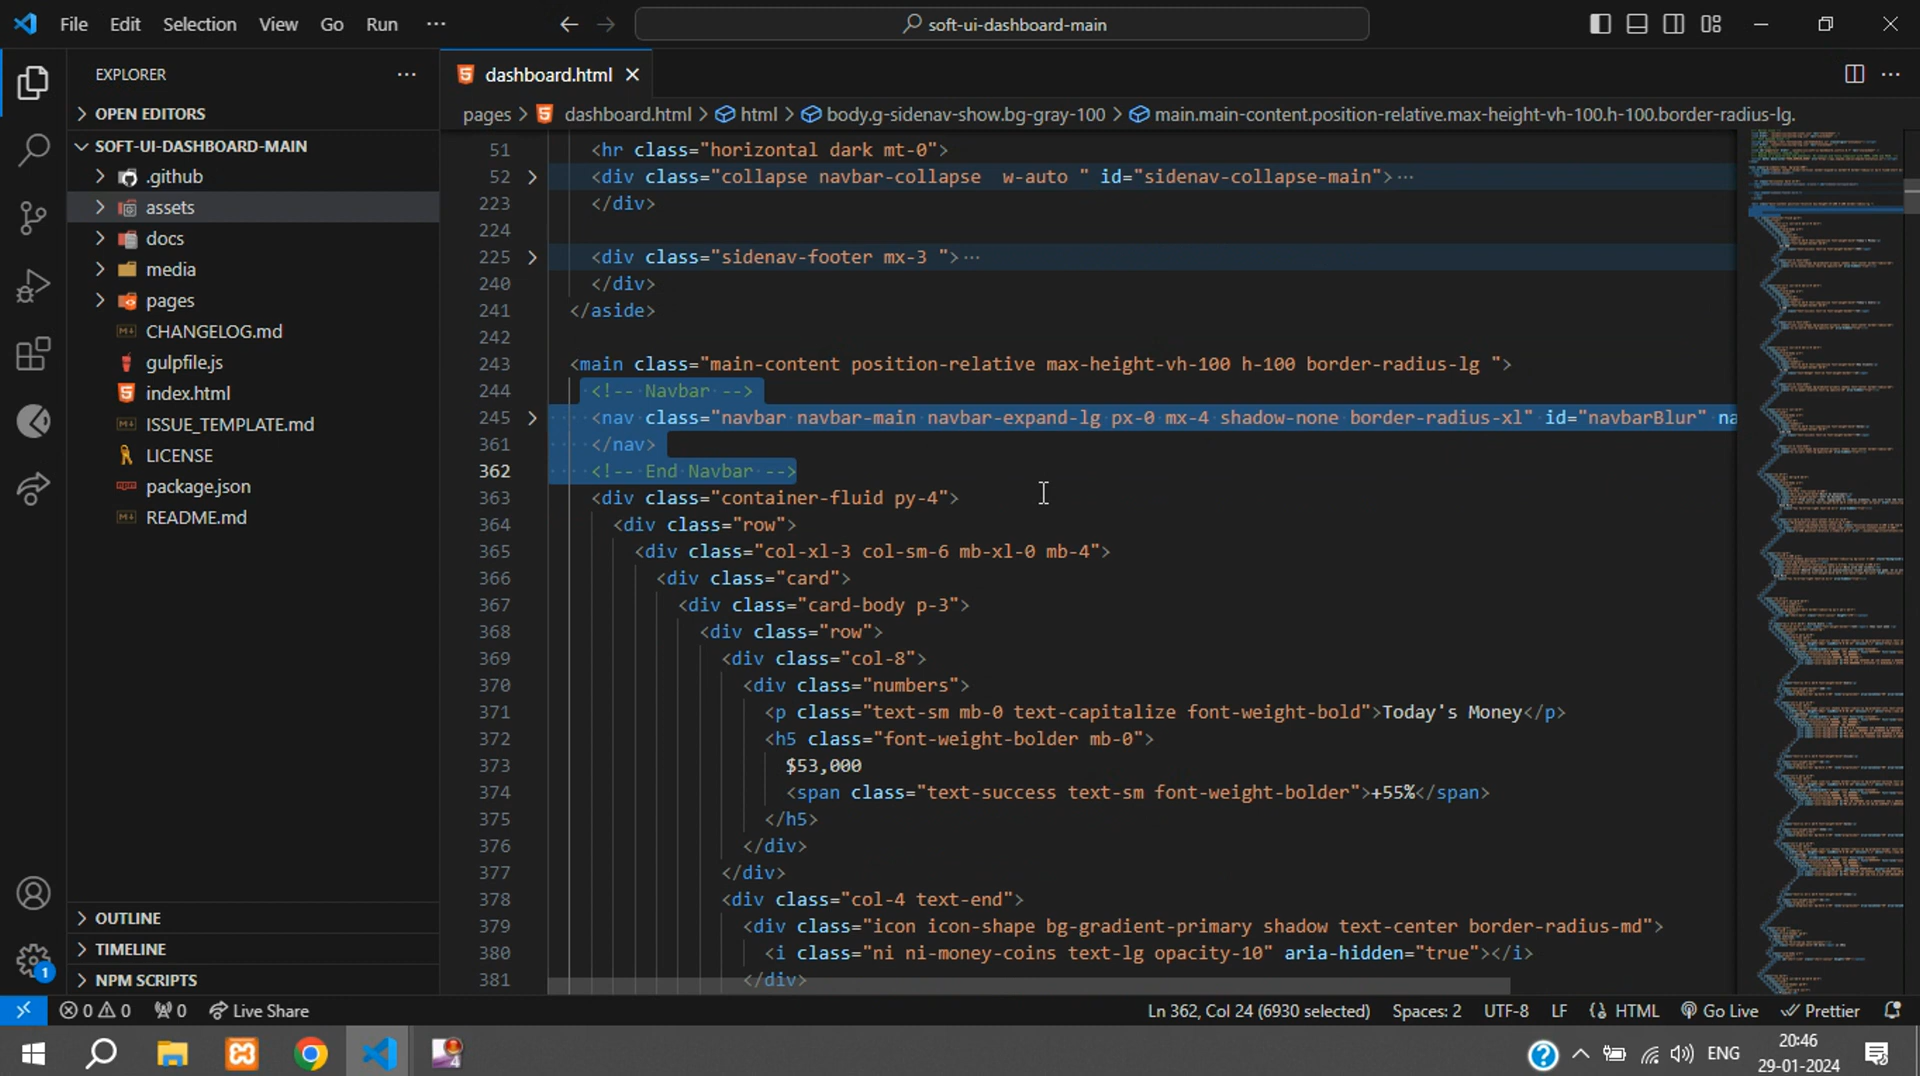 File Edit Selection View Go Run ··· soft-ui-dashboard-main
EXPLORER ···
OPEN EDITORS
SOFT-UI-DASHBOARD-MAIN
.github
assets
docs
media
pages
CHANGELOG.md
gulpfile.js
index.html
ISSUE_TEMPLATE.md
LICENSE
package.json
README.md
OUTLINE
TIMELINE
NPM SCRIPTS
dashboard.html
pages > dashboard.html > html > body.g-sidenav-show.bg-gray-100 > main.main-content.position-relative.max-height-vh-100.h-100.border-radius-lg.
51 <hr class="horizontal dark mt-0">
52 <div class="collapse navbar-collapse  w-auto " id="sidenav-collapse-main">···
223 </div>
224
225 <div class="sidenav-footer mx-3 ">···
240 </div>
241 </aside>
242
243 <main class="main-content position-relative max-height-vh-100 h-100 border-radius-lg ">
244 <!-- Navbar -->
245 <nav class="navbar navbar-main navbar-expand-lg px-0 mx-4 shadow-none border-radius-xl" id="navbarBlur" na
361 </nav>
362 <!-- End Navbar -->
363 <div class="container-fluid py-4">
364 <div class="row">
365 <div class="col-xl-3 col-sm-6 mb-xl-0 mb-4">
366 <div class="card">
367 <div class="card-body p-3">
368 <div class="row">
369 <div class="col-8">
370 <div class="numbers">
371 <p class="text-sm mb-0 text-capitalize font-weight-bold">Today's Money</p>
372 <h5 class="font-weight-bolder mb-0">
373 $53,000
374 <span class="text-success text-sm font-weight-bolder">+55%</span>
375 </h5>
376 </div>
377 </div>
378 <div class="col-4 text-end">
379 <div class="icon icon-shape bg-gradient-primary shadow text-center border-radius-md">
380 <i class="ni ni-money-coins text-lg opacity-10" aria-hidden="true"></i>
381 </div>
1
0 0 0 Live Share Ln 362, Col 24 (6930 selected) Spaces: 2 UTF-8 LF HTML Go Live Prettier
ENG 20:46
29-01-2024